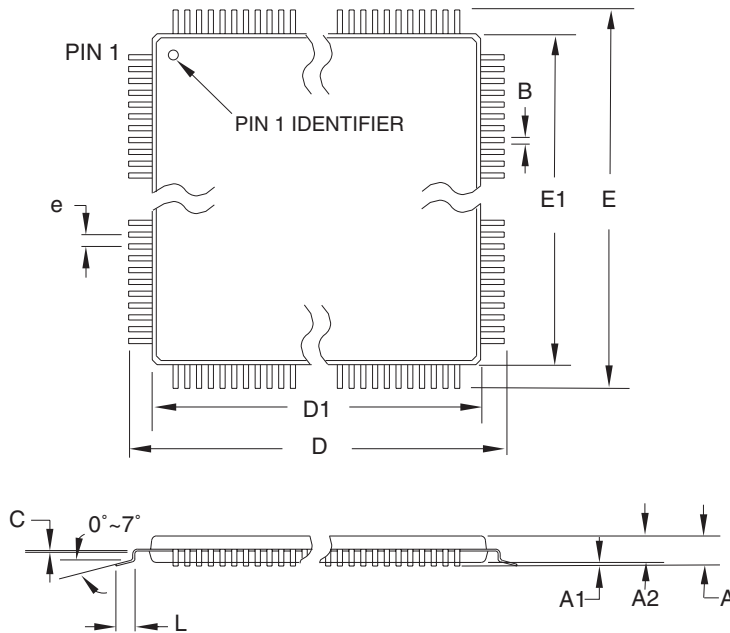 PIN 1
PIN 1 IDENTIFIER
B
e
E1
E
D1
D
C
0°~7°
L
A1
A2
A